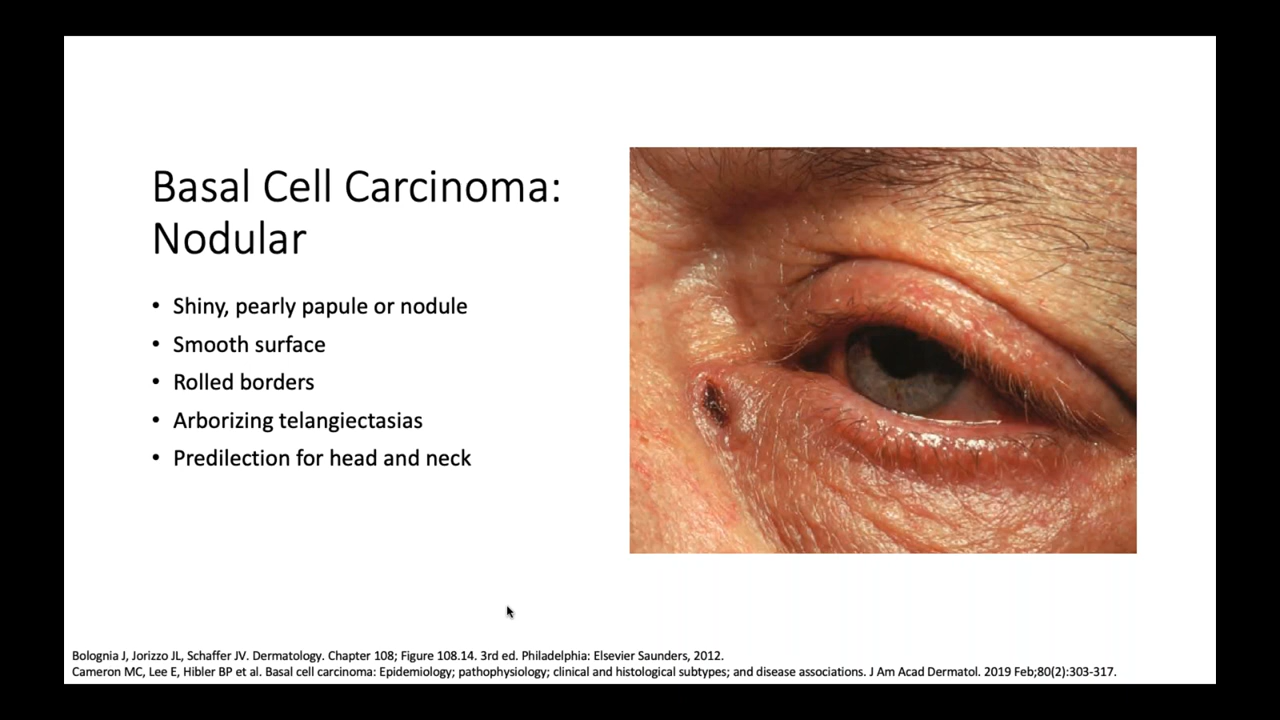 Basal Cell Carcinoma:
Nodular
• Shiny, pearly papule or nodule
• Smooth surface
• Rolled borders
• Arborizing telangiectasias
• Predilection for head and neck
Bolognia J, Jorizzo JL, Schaffer JV. Dermatology. Chapter 108; Figure 108.14. 3rd ed. Philadelphia: Elsevier Saunders, 2012.
Cameron MC, Lee E, Hibler BP et al. Basal cell carcinoma: Epidemiology; pathophysiology; clinical and histological subtypes; and disease associations. J Am Acad Dermatol. 2019 Feb;80(2):303-317.